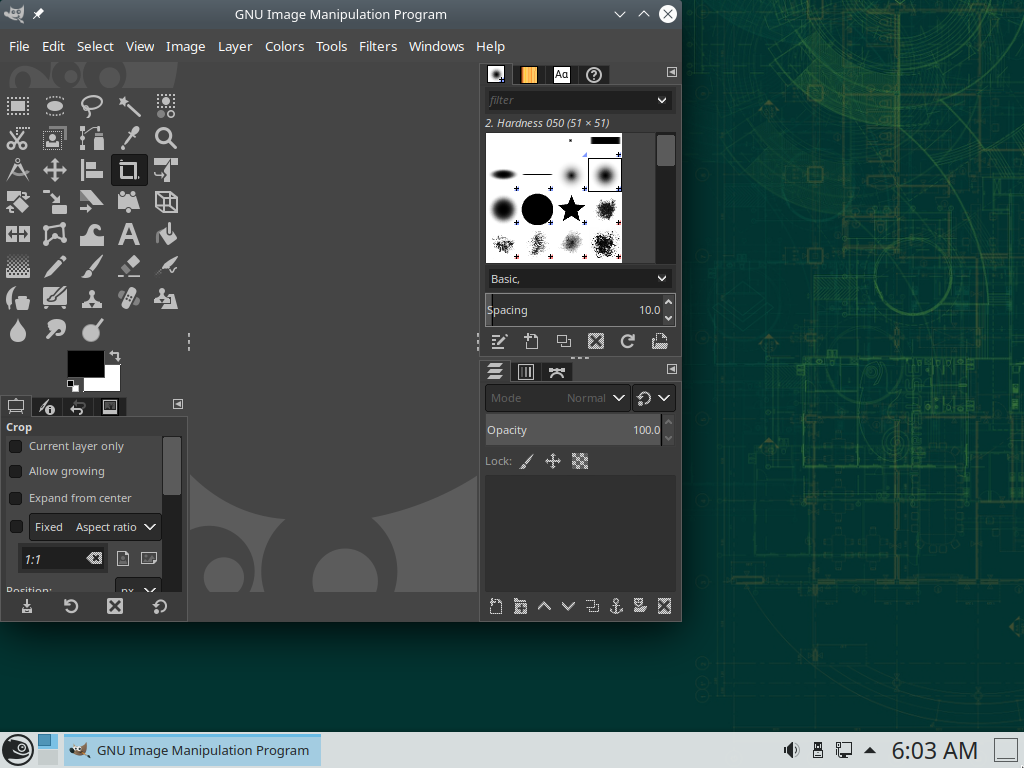 GNU Image Manipulation Program
File Edit Select View Image Layer Colors Tools Filters Windows Help
Aa
filter
2. Hardness 050 (51 × 51)
Basic,
Spacing 10.0
Mode Normal
Opacity 100.0
Lock:
Crop
Current layer only
Allow growing
Expand from center
Fixed Aspect ratio
1:1
Position: px
GNU Image Manipulation Program
6:03 AM